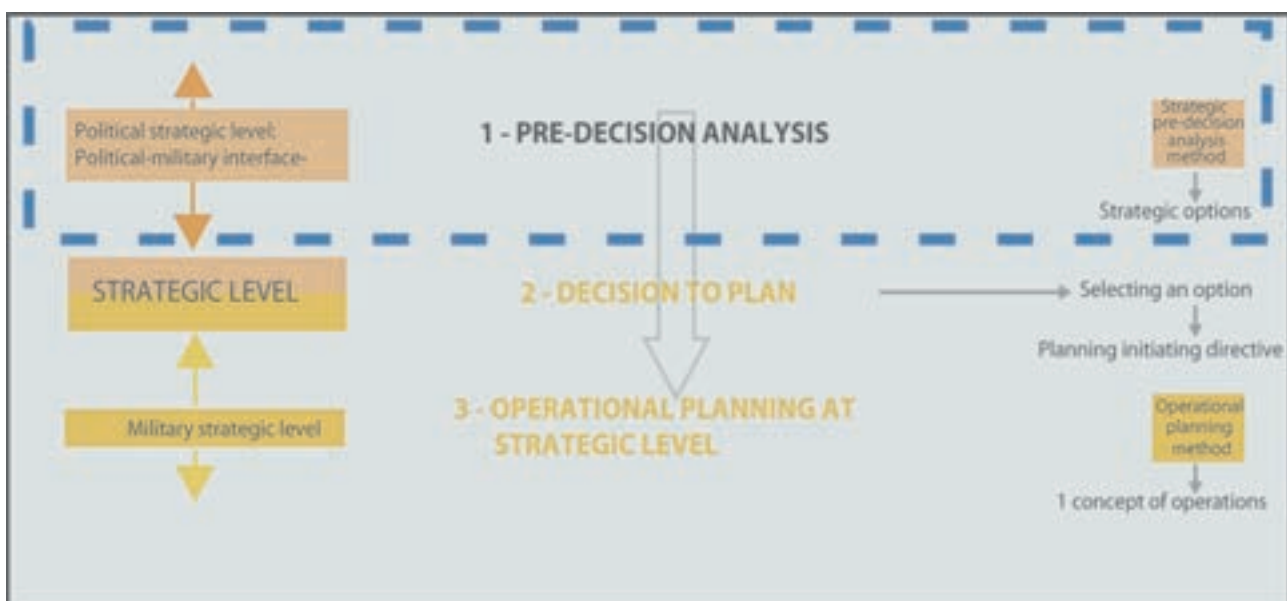 Political strategic level:
Political-military interface-
1 - PRE-DECISION ANALYSIS
Strategic
pre-decision
analysis
method
Strategic options
STRATEGIC LEVEL
2 - DECISION TO PLAN
Selecting an option
Planning initiating directive
Military strategic level
3 - OPERATIONAL PLANNING AT
STRATEGIC LEVEL
Operational
planning
method
1 concept of operations